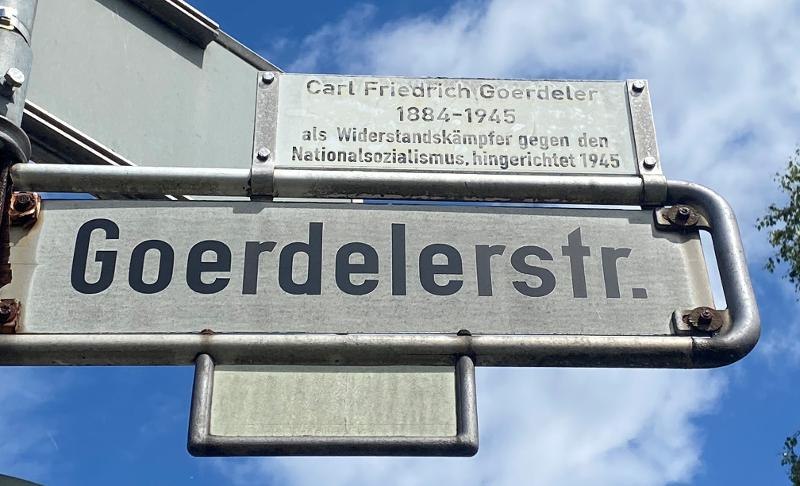 Carl Friedrich Goerdeler
1884-1945
als Widerstandskämpfer gegen den
Nationalsozialismus, hingerichtet 1945
Goerdelerstr.